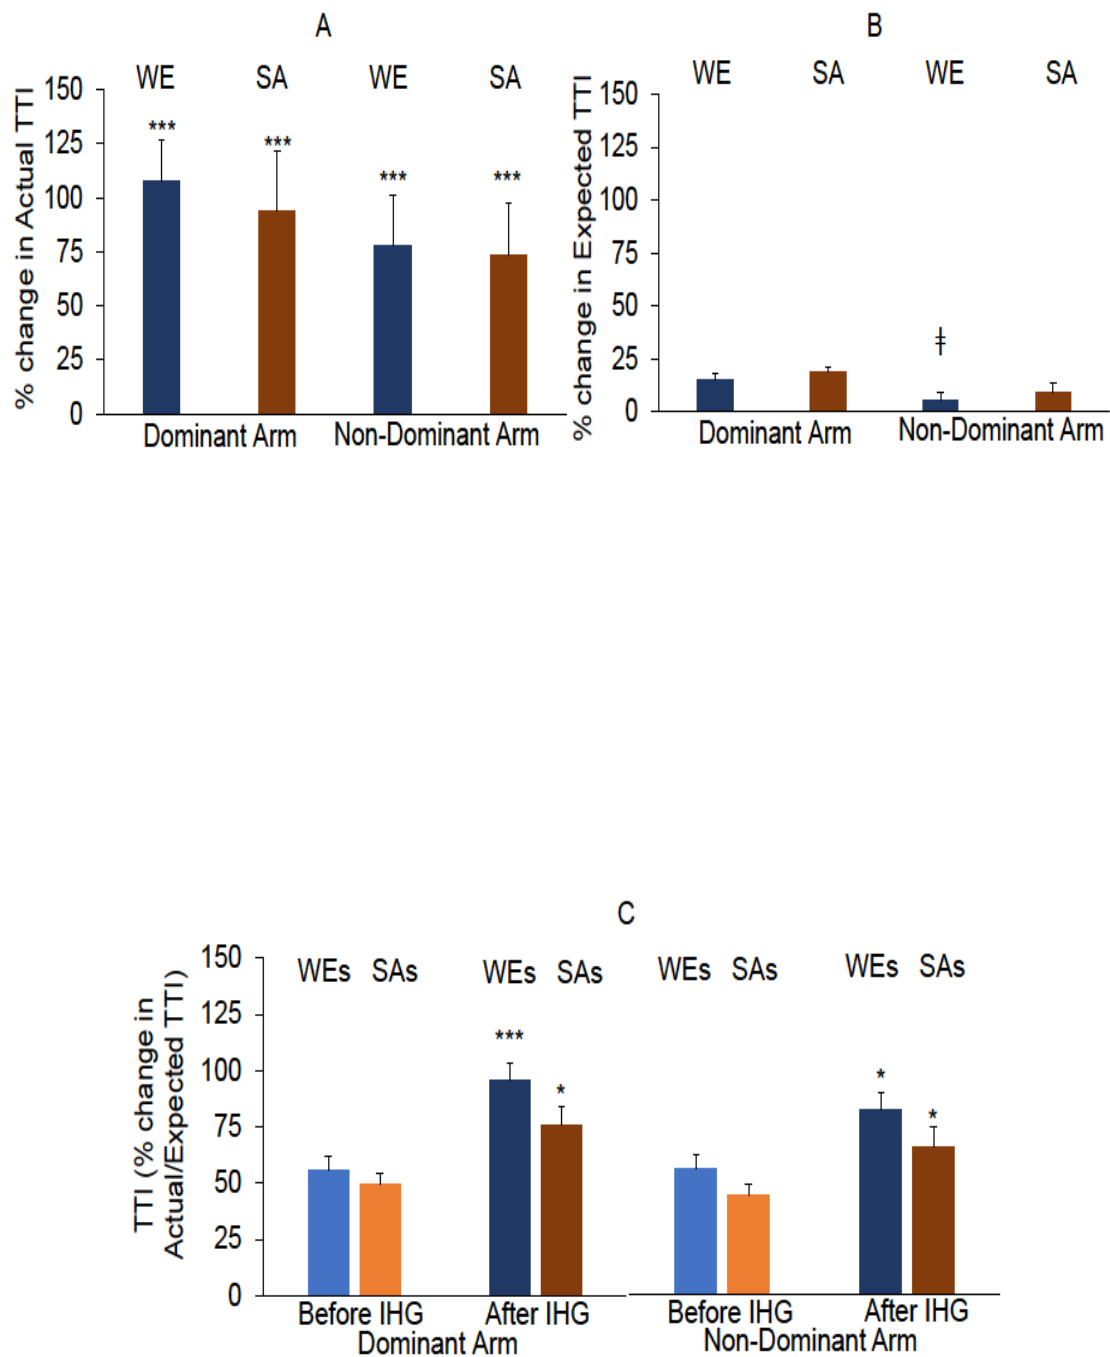 A
WE SA WE SA
% change in Actual TTI
150
125
100
75
50
25
0
*** *** *** ***
Dominant Arm Non-Dominant Arm
B
WE SA WE SA
% change in Expected TTI
150
125
100
75
50
25
0
ǂ
Dominant Arm Non-Dominant Arm
C
WEs SAs WEs SAs WEs SAs WEs SAs
TTI (% change in
Actual/Expected TTI)
150
125
100
75
50
25
0
*** * * *
Before IHG After IHG Before IHG After IHG
Dominant Arm Non-Dominant Arm